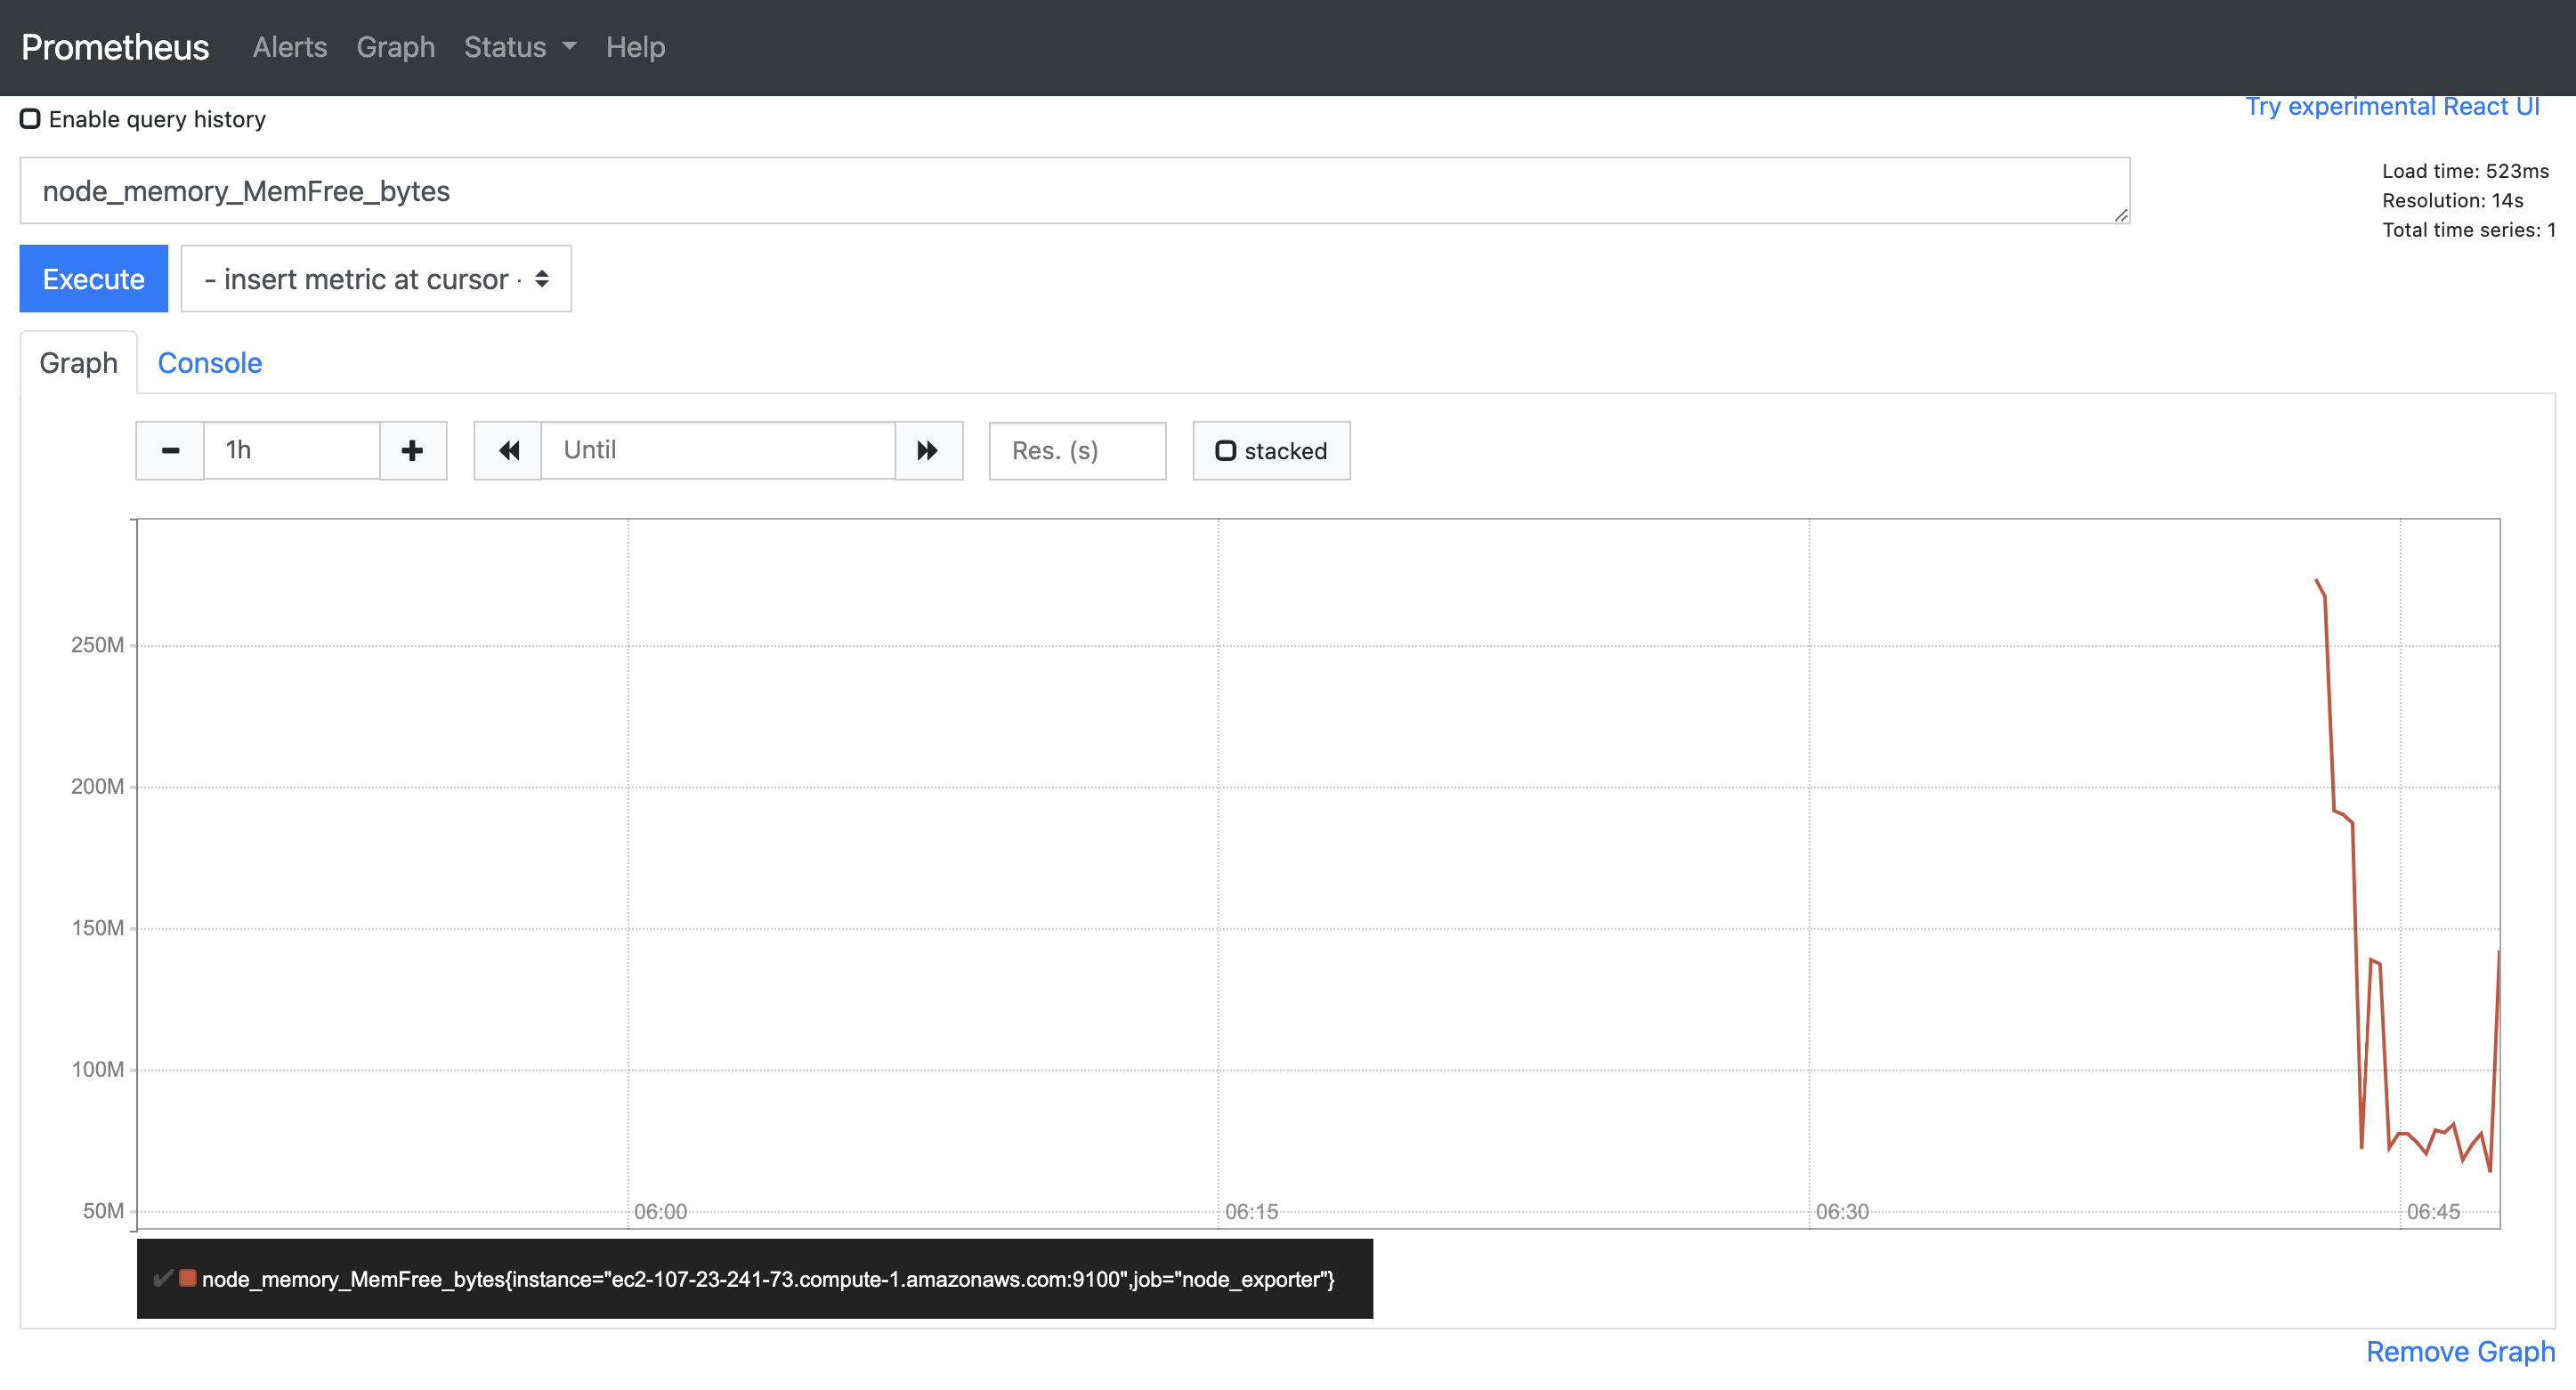 Prometheus Alerts Graph Status Help
Enable query history
Try experimental React UI
node_memory_MemFree_bytes
Load time: 523ms
Resolution: 14s
Total time series: 1
Execute
- insert metric at cursor -
Graph Console
1h
Until
Res. (s)
stacked
250M
200M
150M
100M
50M
06:00 06:15 06:30 06:45
node_memory_MemFree_bytes{instance="ec2-107-23-241-73.compute-1.amazonaws.com:9100",job="node_exporter"}
Remove Graph